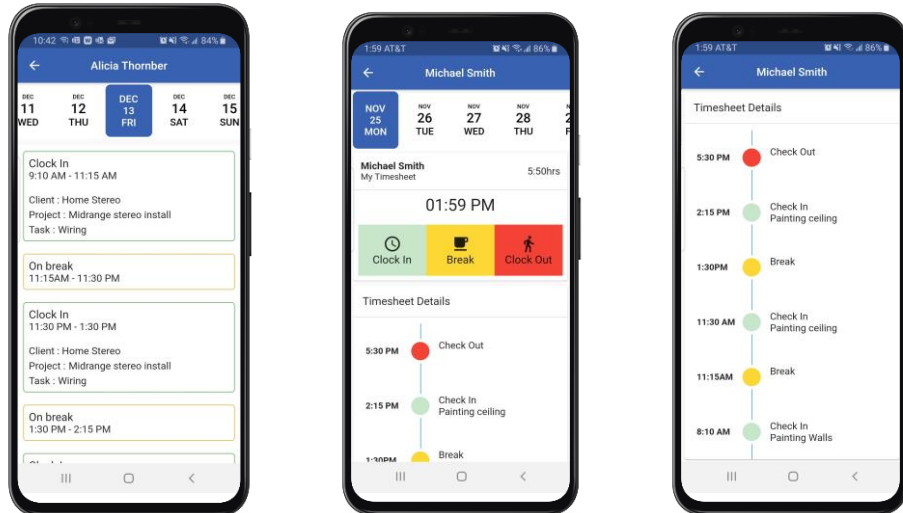 10:42 84%
Alicia Thornber
DEC DEC DEC DEC DEC
11 12 13 14 15
WED THU FRI SAT SUN
Clock In
9:10 AM - 11:15 AM
Client : Home Stereo
Project : Midrange stereo install
Task : Wiring
On break
11:15AM - 11:30 PM
Clock In
11:30 PM - 1:30 PM
Client : Home Stereo
Project : Midrange stereo install
Task : Wiring
On break
1:30 PM - 2:15 PM
1:59 AT&T 86%
Michael Smith
NOV NOV NOV NOV
25 26 27 28
MON TUE WED THU
Michael Smith
My Timesheet
5:50hrs
01:59 PM
Clock In Break Clock Out
Timesheet Details
5:30 PM Check Out
2:15 PM Check In
Painting ceiling
1:30PM Break
1:59 AT&T 86%
Michael Smith
Timesheet Details
5:30 PM Check Out
2:15 PM Check In
Painting ceiling
1:30PM Break
11:30 AM Check In
Painting ceiling
11:15AM Break
8:10 AM Check In
Painting Walls